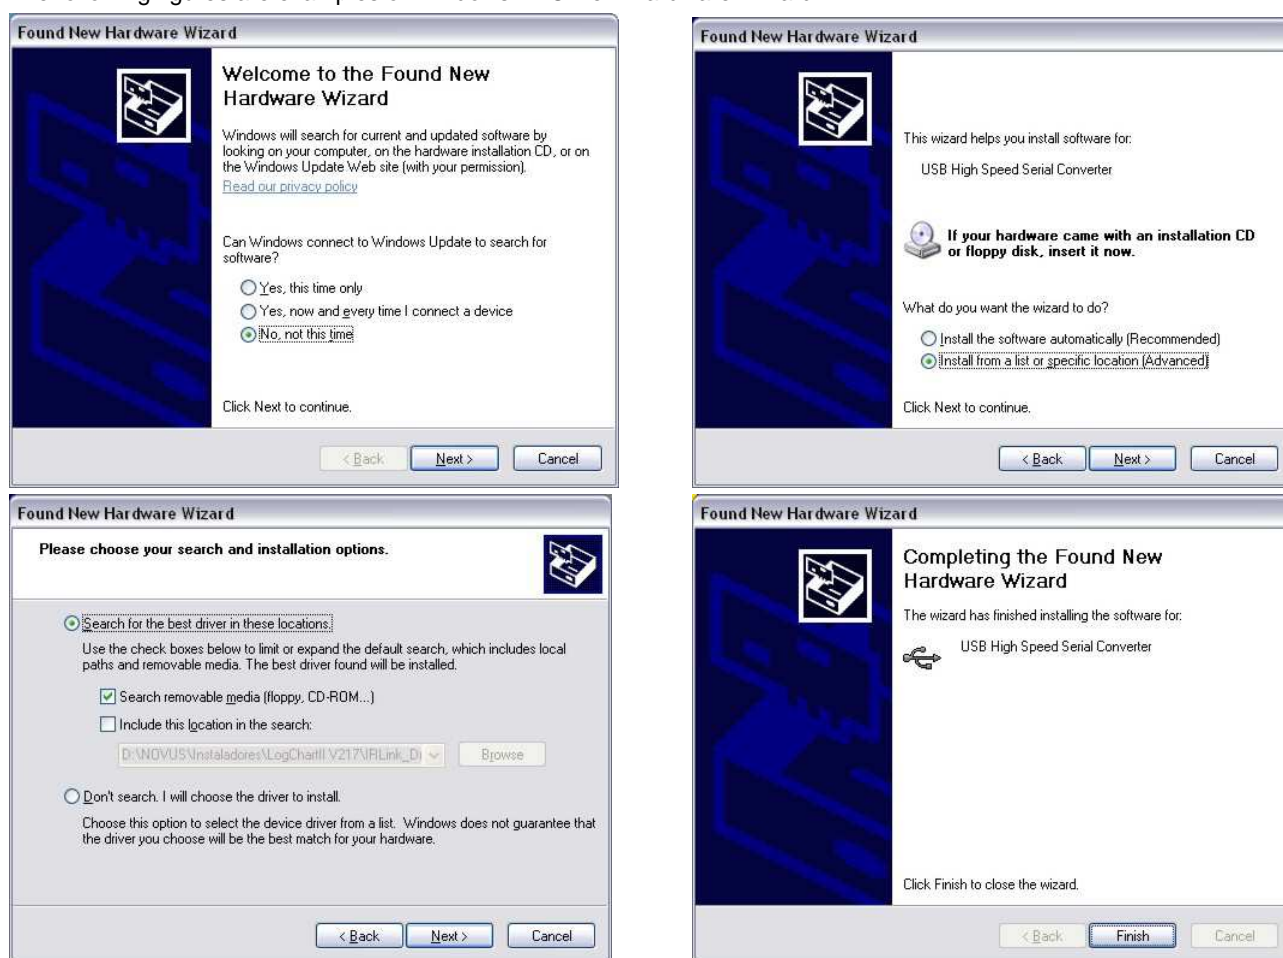 Found New Hardware Wizard
Welcome to the Found New
Hardware Wizard
Windows will search for current and updated software by
looking on your computer, on the hardware installation CD, or on
the Windows Update Web site (with your permission).
Read our privacy policy
Can Windows connect to Windows Update to search for
software?
Yes, this time only
Yes, now and every time I connect a device
No, not this time
Click Next to continue.
< Back
Next >
Cancel
Found New Hardware Wizard
This wizard helps you install software for:
USB High Speed Serial Converter
If your hardware came with an installation CD
or floppy disk, insert it now.
What do you want the wizard to do?
Install the software automatically (Recommended)
Install from a list or specific location (Advanced)
Click Next to continue.
< Back
Next >
Cancel
Found New Hardware Wizard
Please choose your search and installation options.
Search for the best driver in these locations.
Use the check boxes below to limit or expand the default search, which includes local
paths and removable media. The best driver found will be installed.
Search removable media (floppy, CD-ROM...)
Include this location in the search:
D:\NOVUS\Instaladores\LogChartII V217\IRLink_D
Browse
Don't search. I will choose the driver to install.
Choose this option to select the device driver from a list. Windows does not guarantee that
the driver you choose will be the best match for your hardware.
< Back
Next >
Cancel
Found New Hardware Wizard
Completing the Found New
Hardware Wizard
The wizard has finished installing the software for:
USB High Speed Serial Converter
Click Finish to close the wizard.
< Back
Finish
Cancel